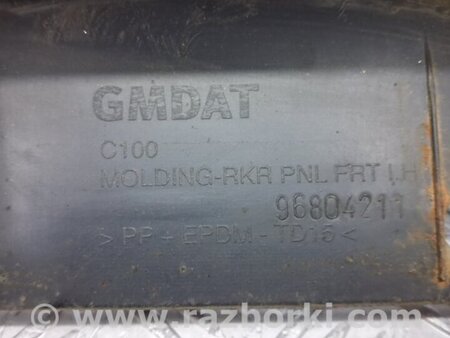 GMDAT
C100
MOLDING-RKR PNL FRT LH
96804211
>PP+EPDM-TD15<
© www.razborki.com